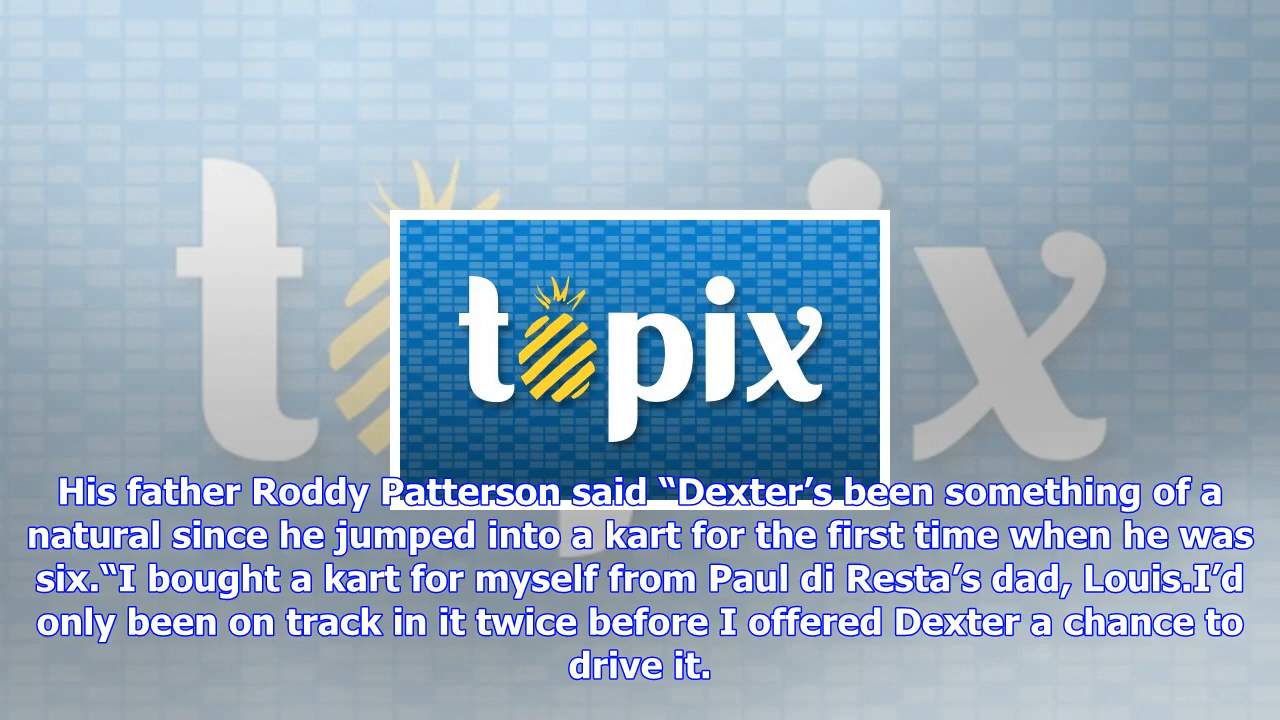 topix
His father Roddy Patterson said “Dexter’s been something of a
natural since he jumped into a kart for the first time when he was
six.“I bought a kart for myself from Paul di Resta’s dad, Louis.I’d
only been on track in it twice before I offered Dexter a chance to
drive it.